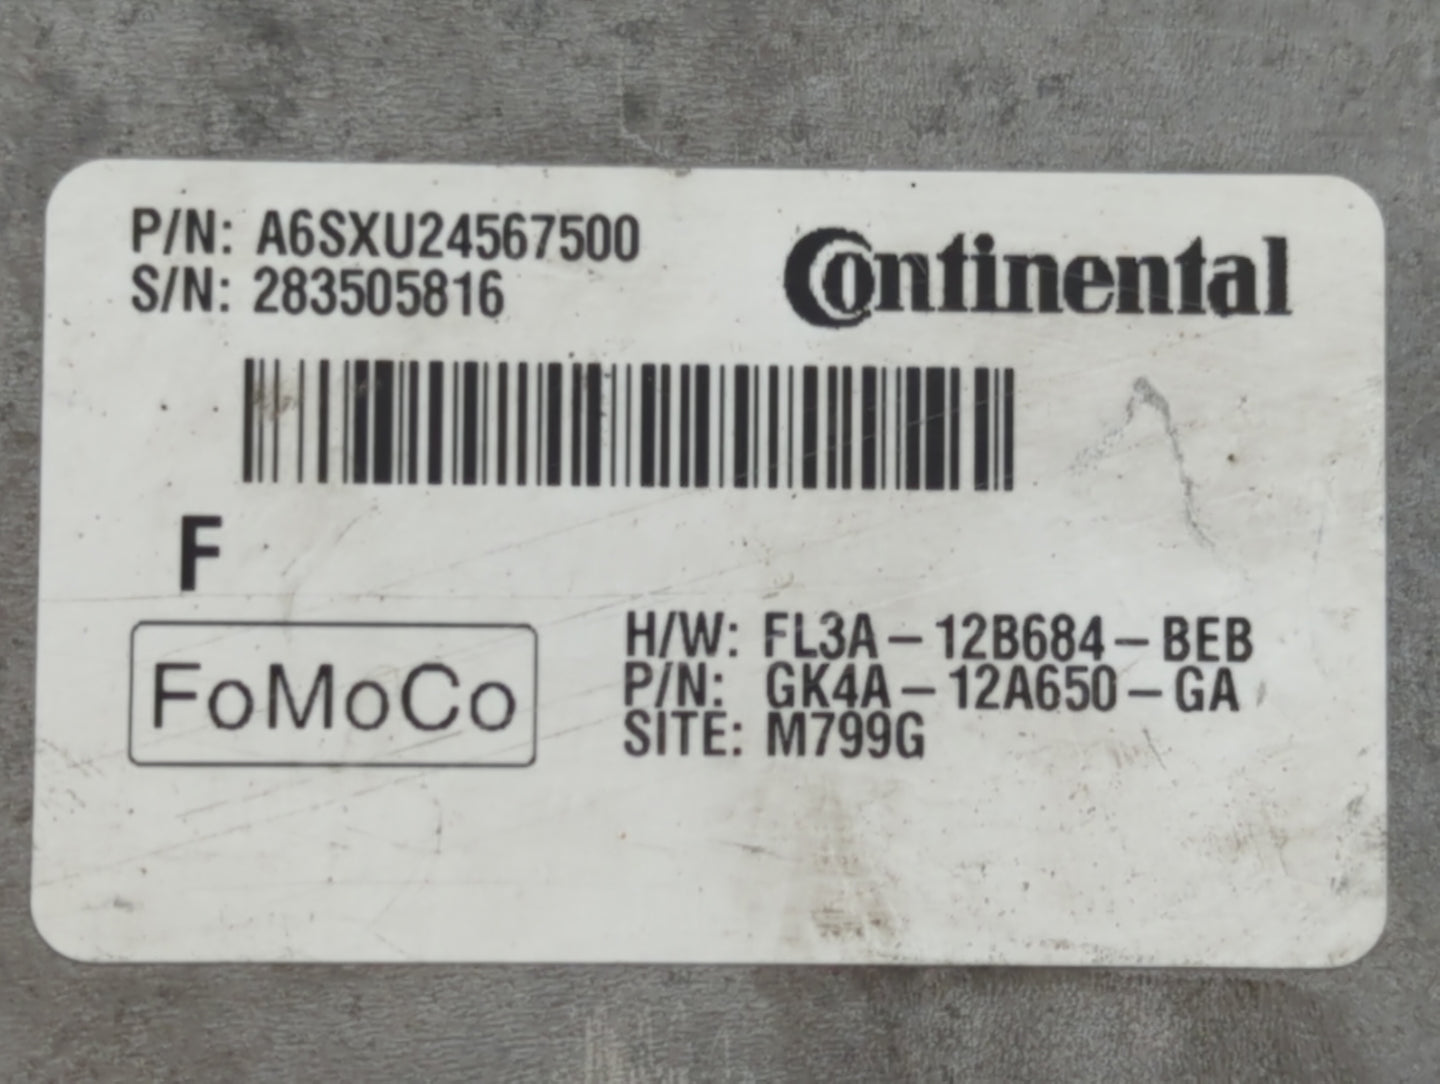 P/N: A6SXU24567500
S/N: 283505816
Continental
F
FoMoCo
H/W: FL3A-12B684-BEB
P/N: GK4A-12A650-GA
SITE: M799G